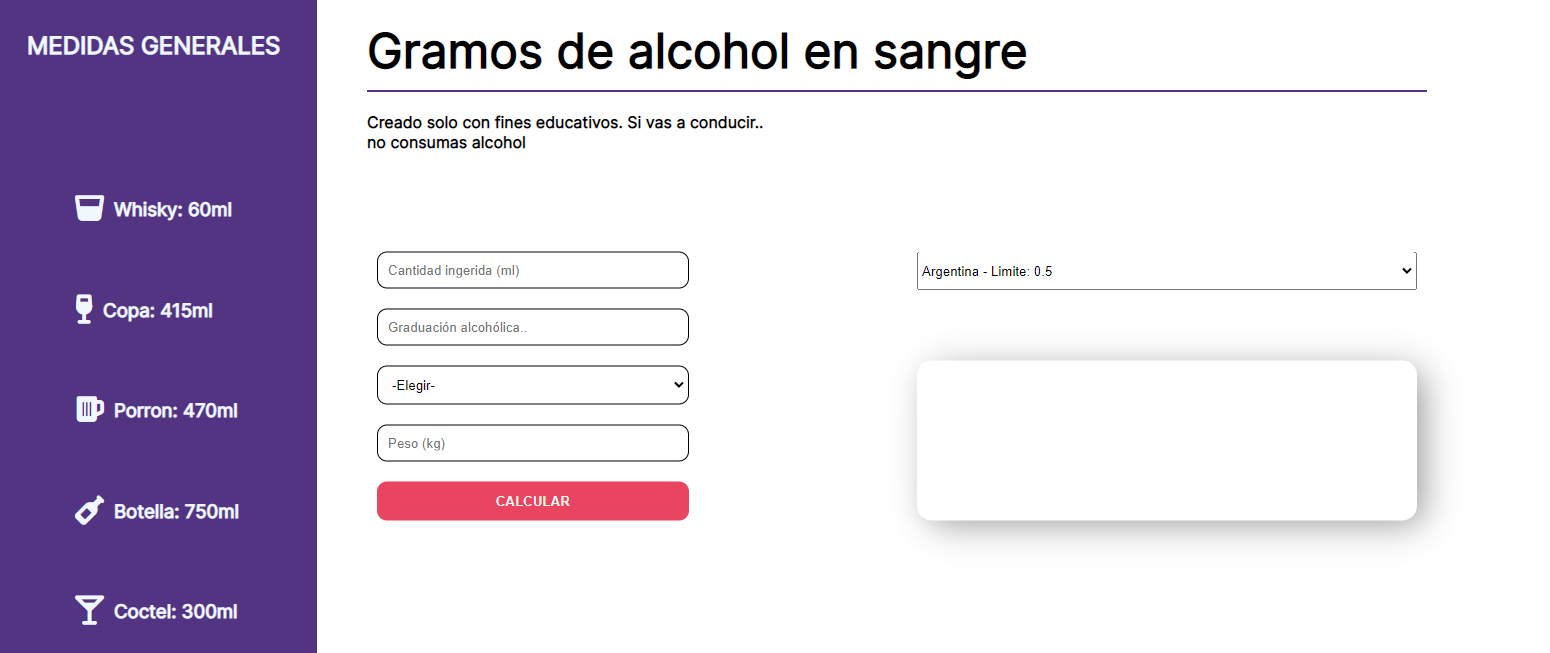 MEDIDAS GENERALES
Whisky: 60ml
Copa: 415ml
Porron: 470ml
Botella: 750ml
Coctel: 300ml
Gramos de alcohol en sangre
Creado solo con fines educativos. Si vas a conducir..
no consumas alcohol
Cantidad ingerida (ml)
Graduación alcohólica..
-Elegir-
Peso (kg)
CALCULAR
Argentina - Limite: 0.5